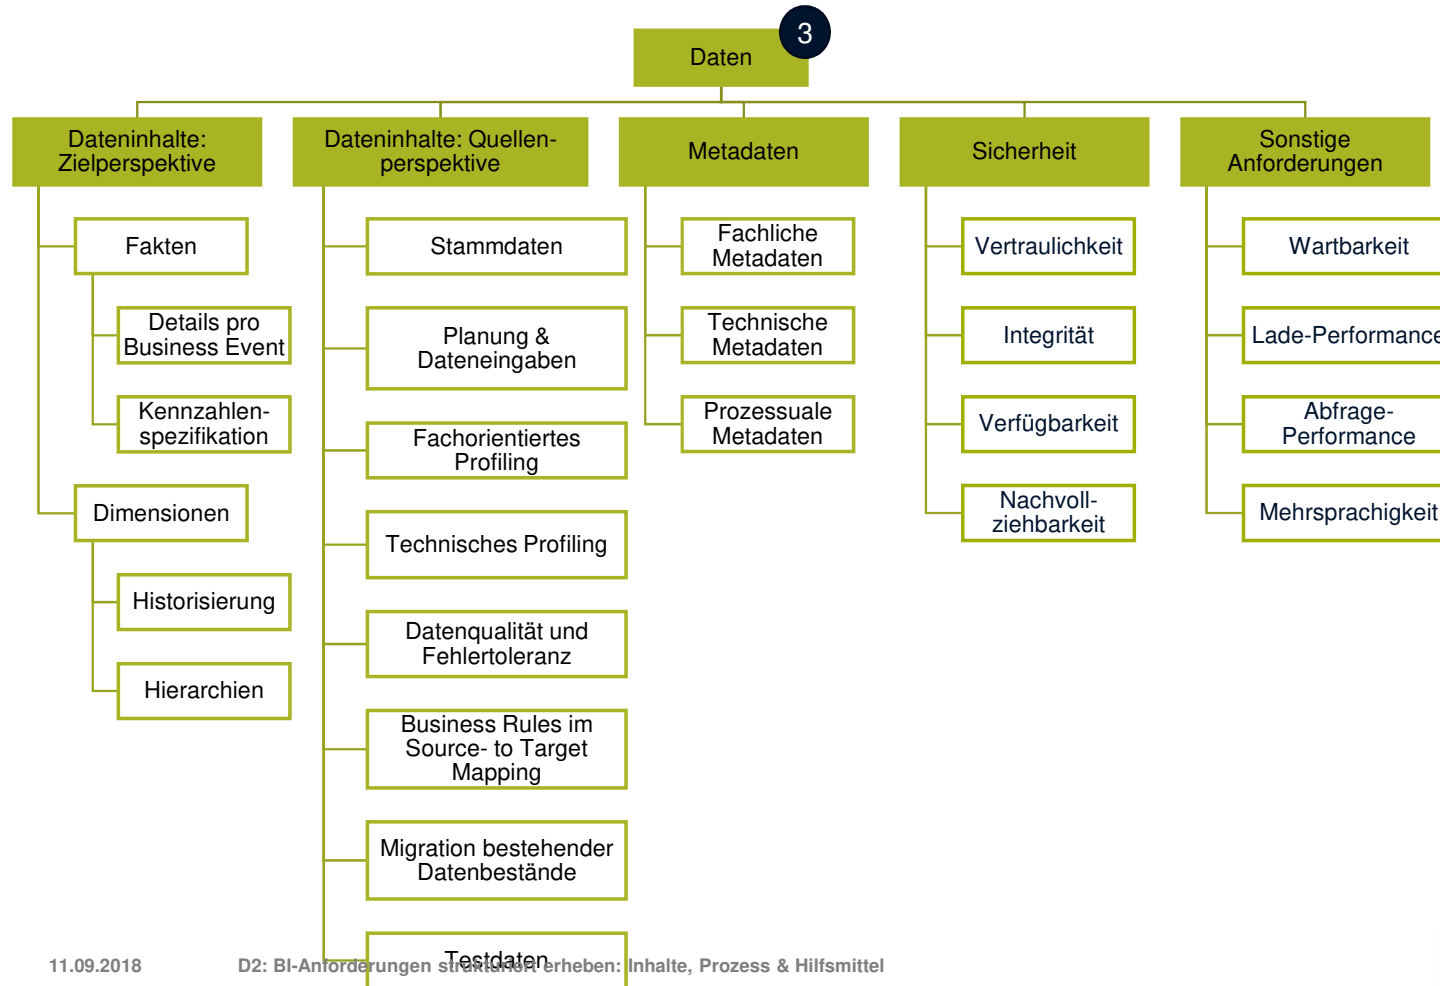 3
Daten
Dateninhalte:
Zielperspektive
Fakten
Details pro
Business Event
Kennzahlen-
spezifikation
Dimensionen
Historisierung
Hierarchien
Dateninhalte: Quellen-
perspektive
Stammdaten
Planung &
Dateneingaben
Fachorientiertes
Profiling
Technisches Profiling
Datenqualität und
Fehlertoleranz
Business Rules im
Source- to Target
Mapping
Migration bestehender
Datenbestände
Testdaten
Metadaten
Fachliche
Metadaten
Technische
Metadaten
Prozessuale
Metadaten
Sicherheit
Vertraulichkeit
Integrität
Verfügbarkeit
Nachvoll-
ziehbarkeit
Sonstige
Anforderungen
Wartbarkeit
Lade-Performance
Abfrage-
Performance
Mehrsprachigkeit
11.09.2018
D2: BI-Anforderungen strukturiert erheben: Inhalte, Prozess & Hilfsmittel